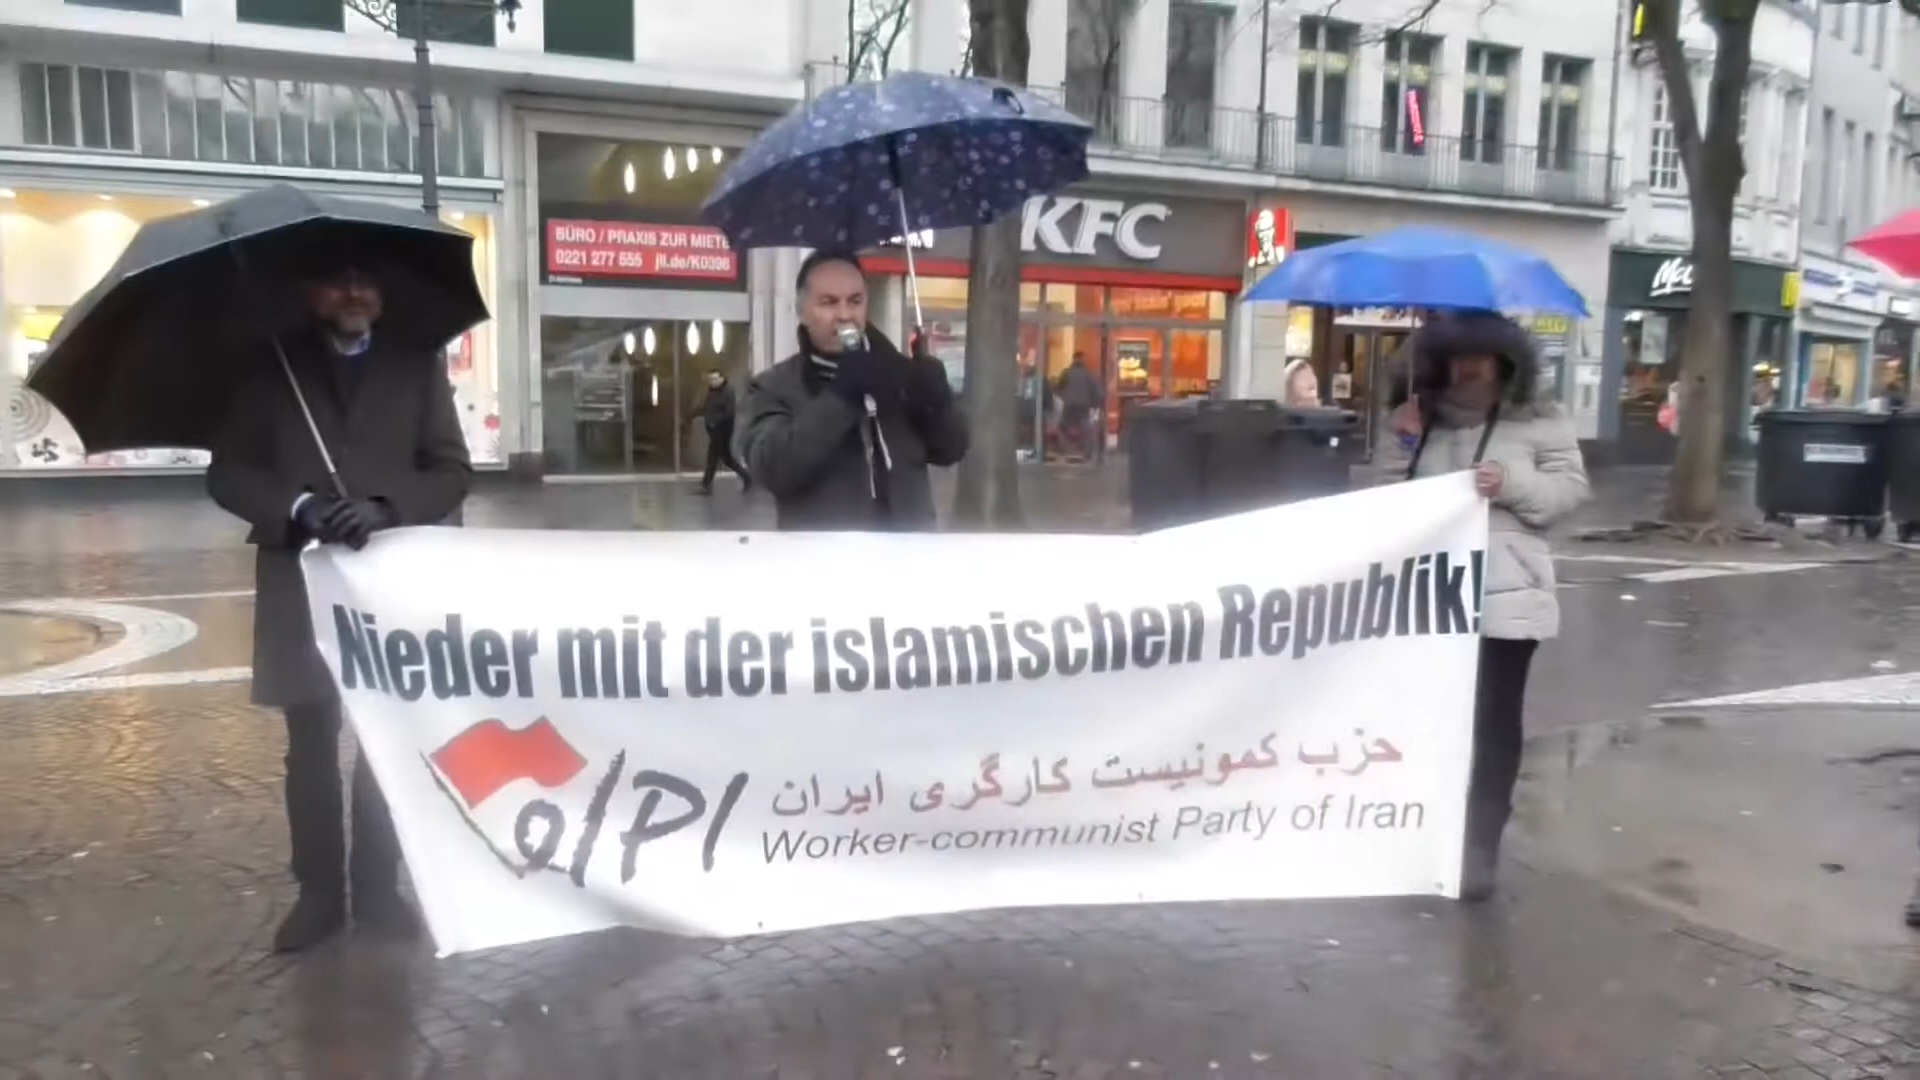 BÜRO / PRAXIS ZUR MIETE
0221 277 555 jll.de/K0396
KFC
Nieder mit der islamischen Republik!
WPI
حزب کمونیست کارگری ایران
Worker-communist Party of Iran